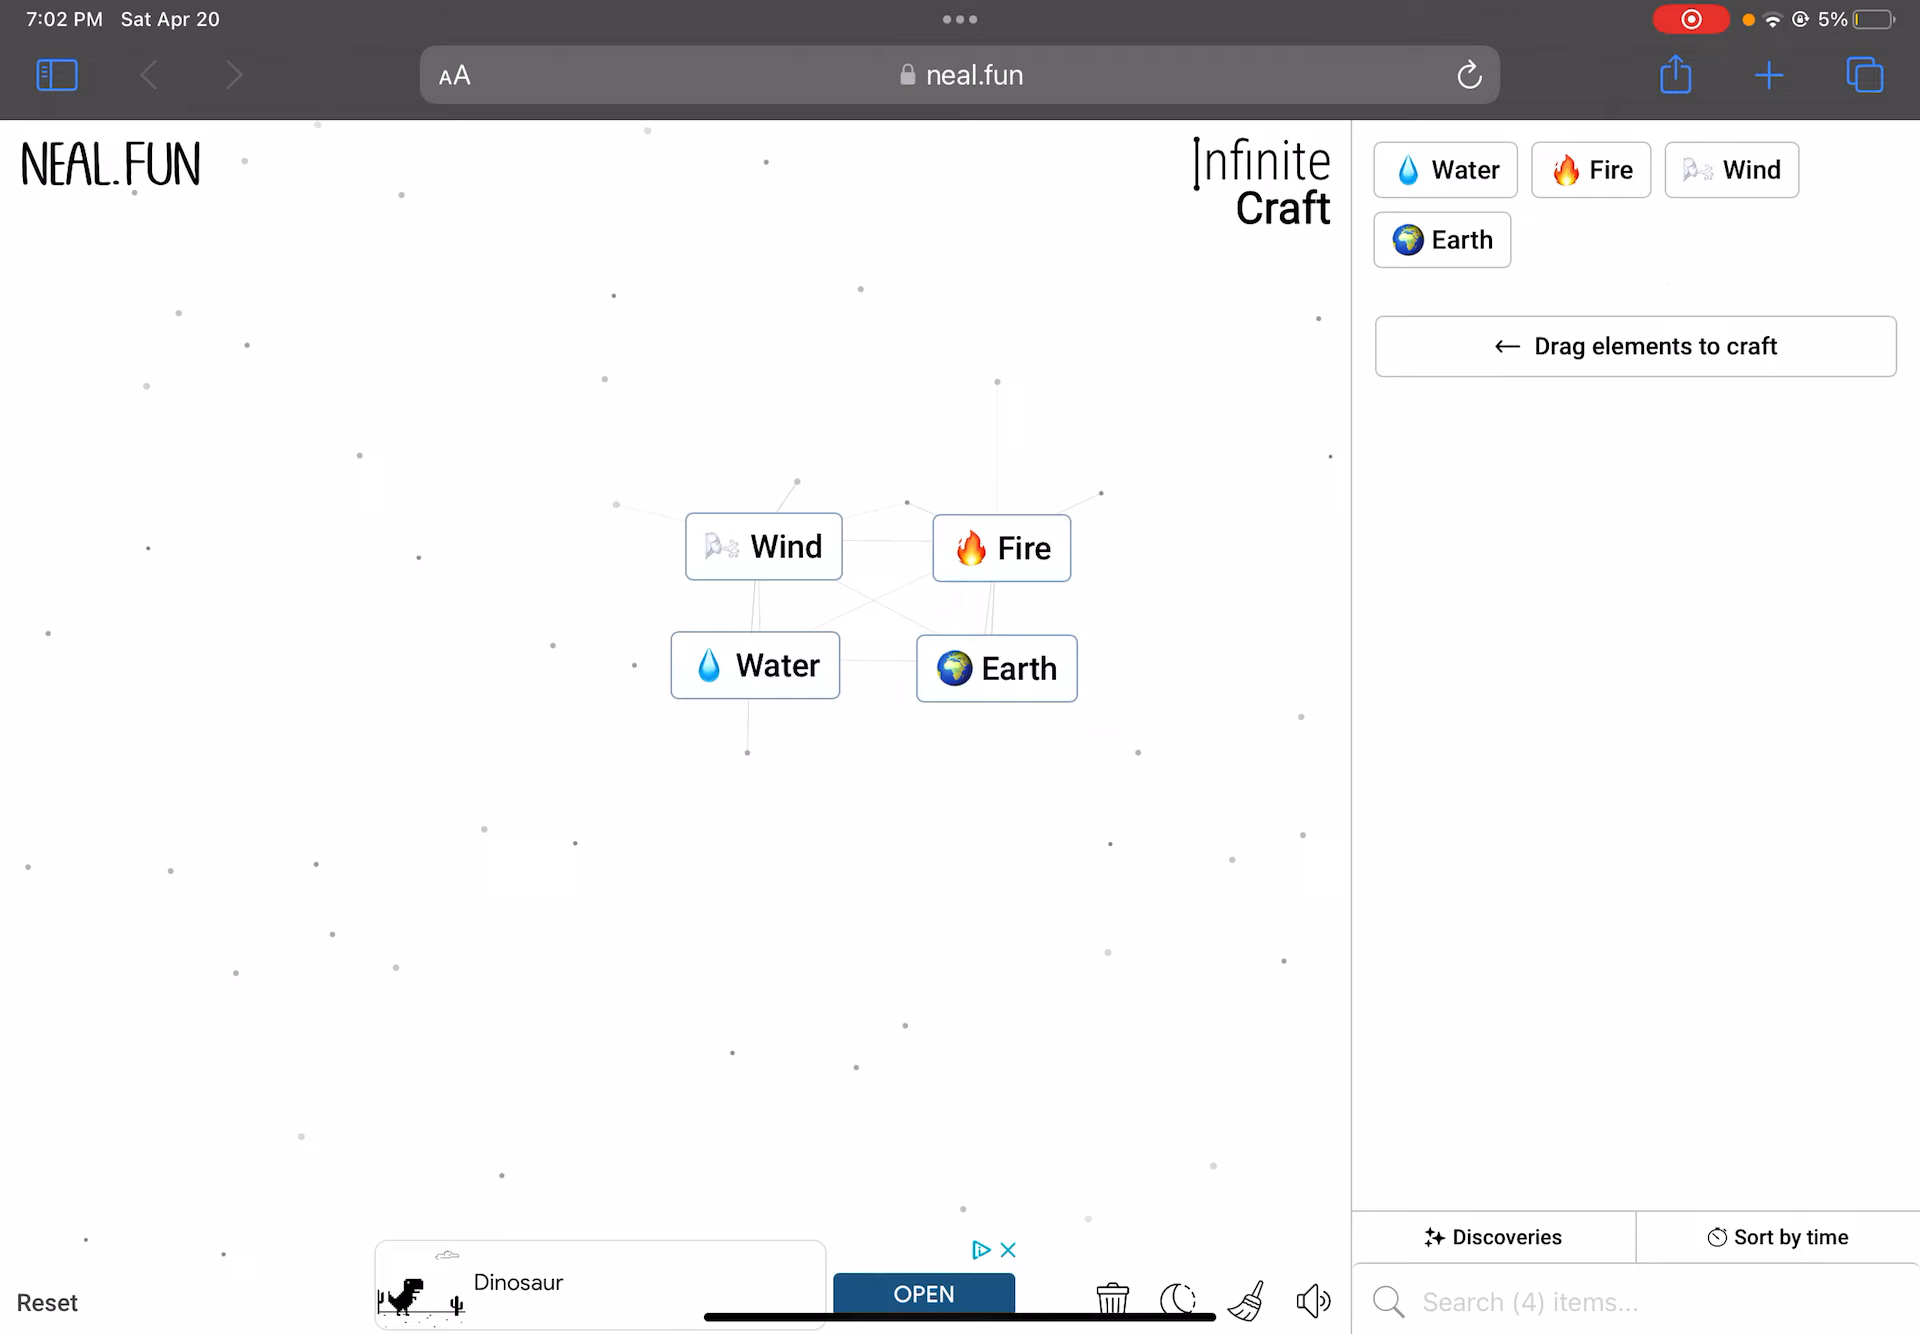 7:02 PM Sat Apr 20
5%
AA
neal.fun
NEAL.FUN
Infinite
Craft
Water
Fire
Wind
Earth
← Drag elements to craft
Wind
Fire
Water
Earth
Discoveries
Sort by time
Reset
Dinosaur
OPEN
Search (4) items...